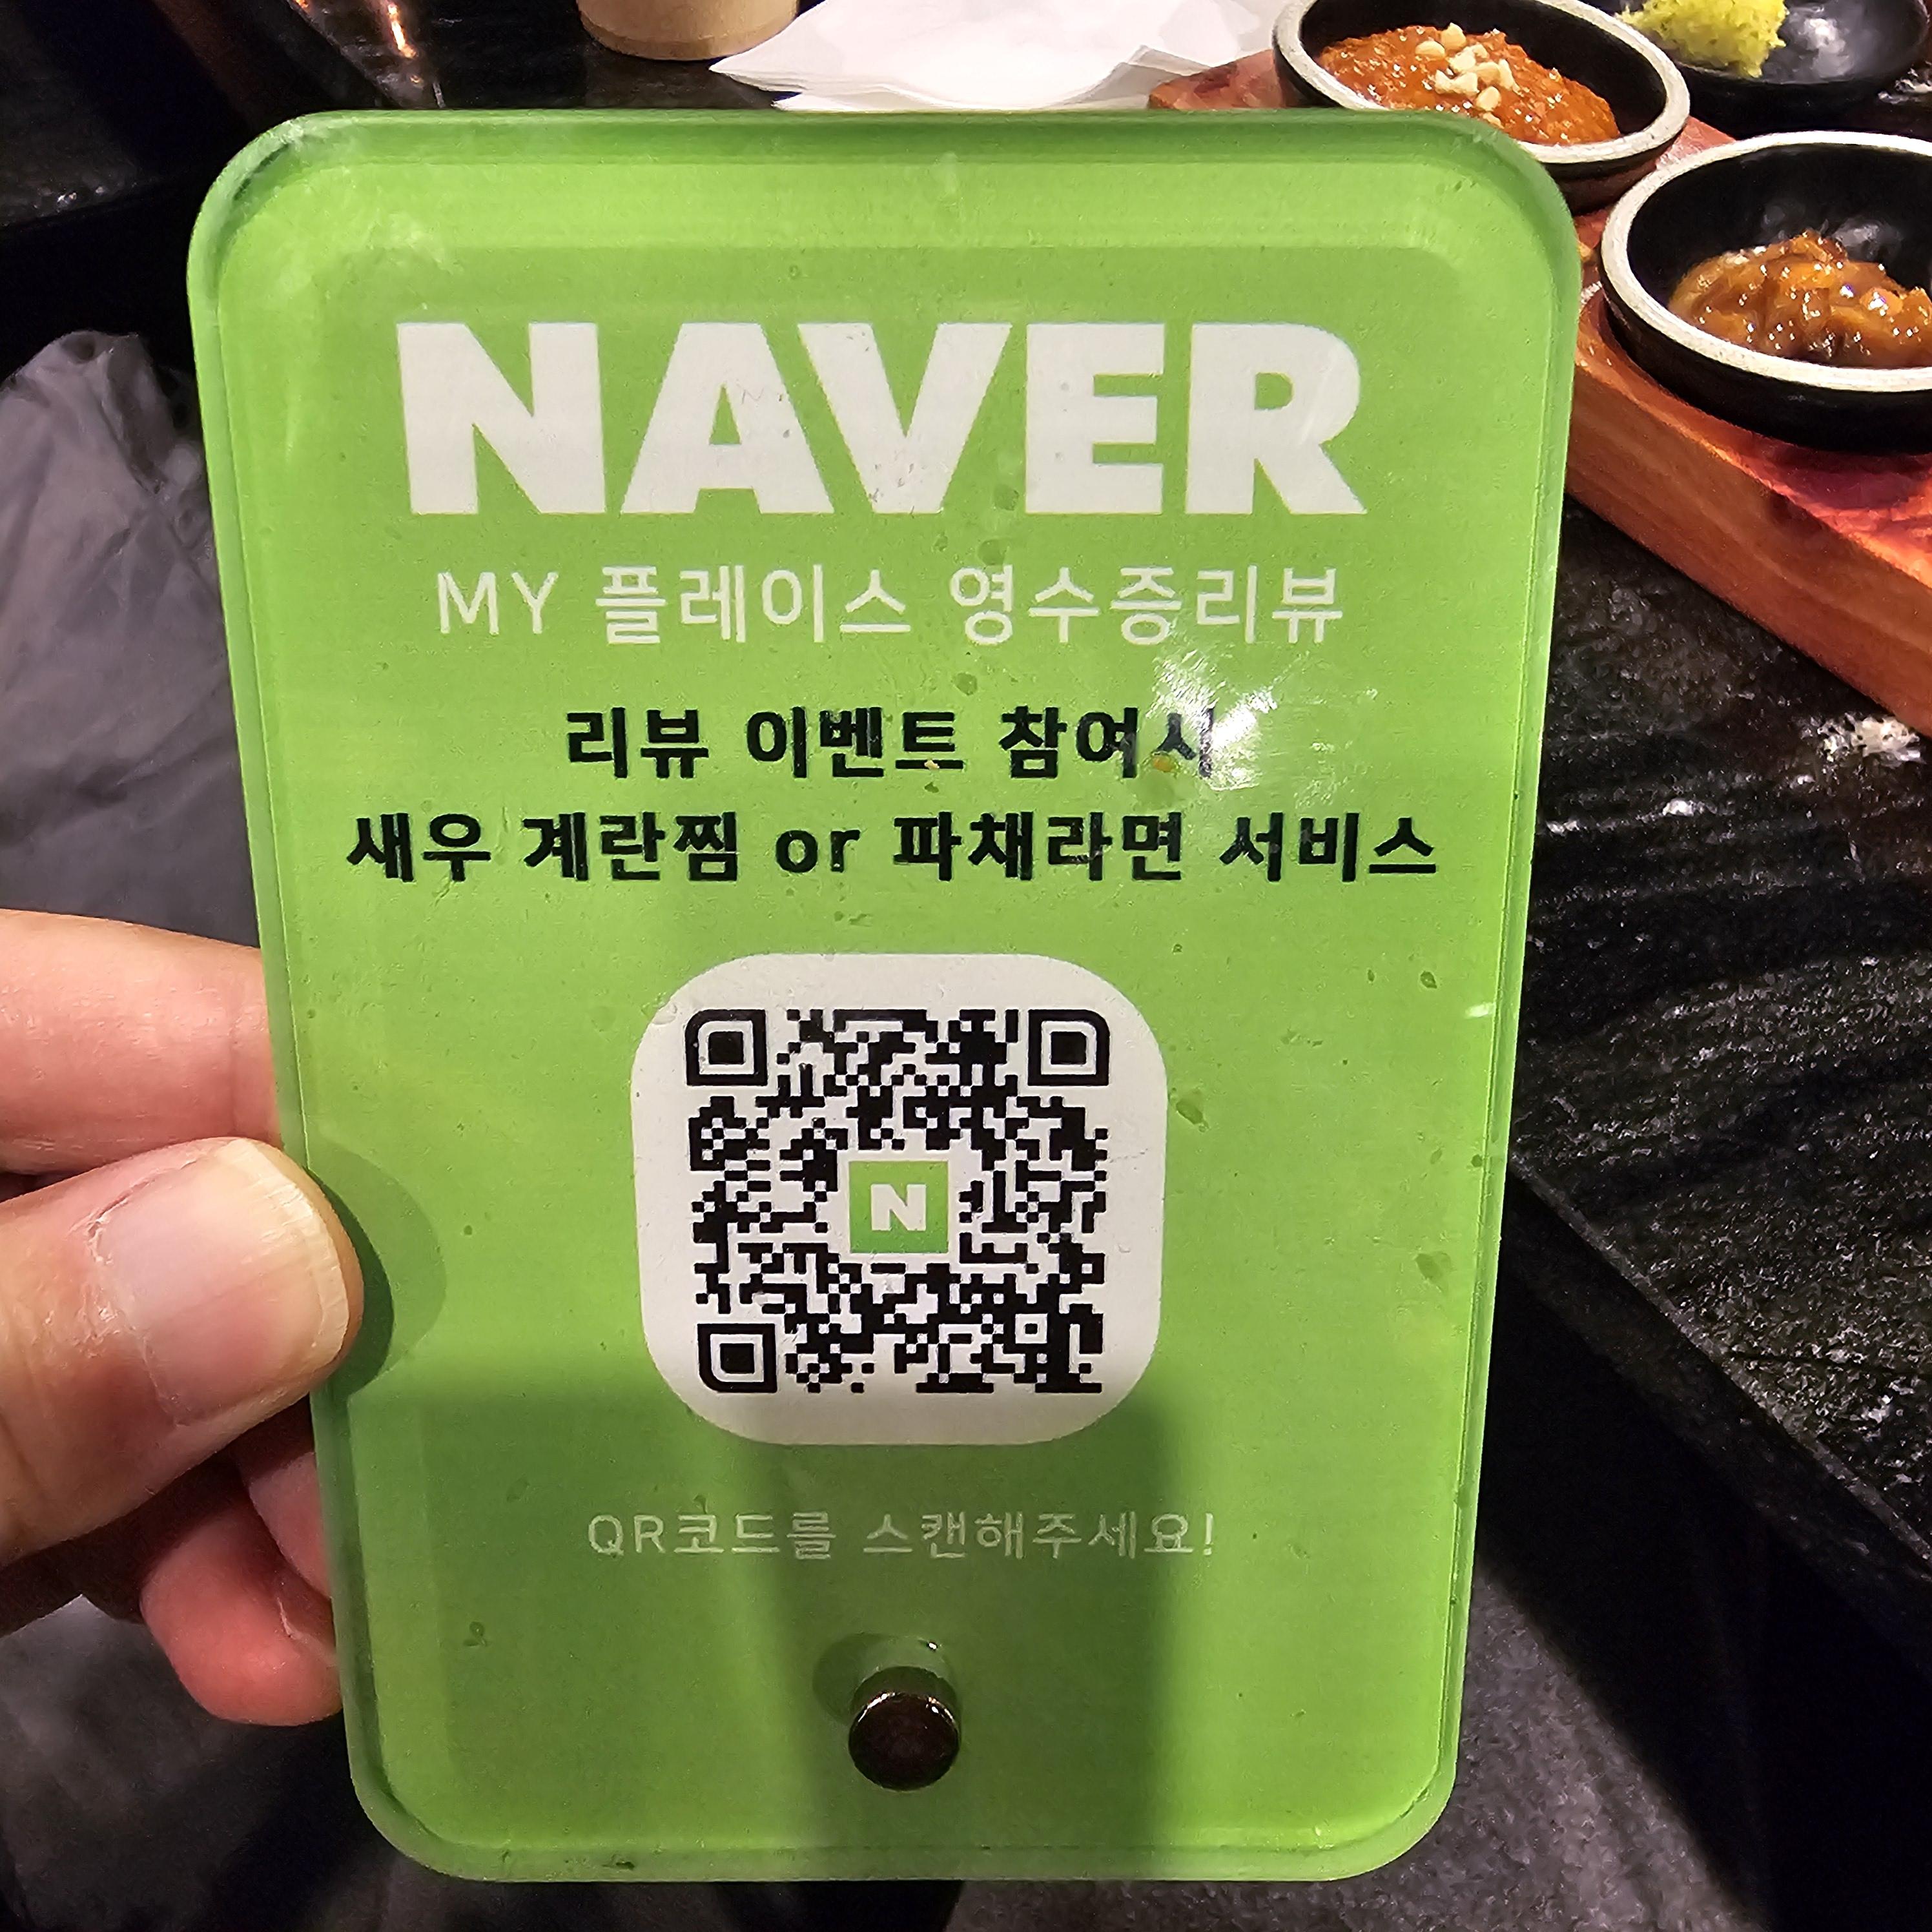 NAVER
MY 플레이스 영수증리뷰
리뷰 이벤트 참여시
새우 계란찜 or 파채라면 서비스
N
QR코드를 스캔해주세요!